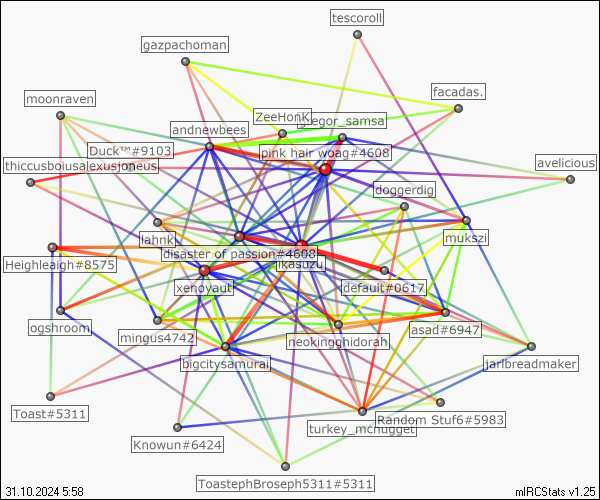 tescoroll
gazpachoman
facadas.
moonraven
ZeeHonK
gregor_samsa
andnewbees
Duck™#9103
pink hair woag#4608
thiccusboiusalexusjoneus
avelicious
doggerdig
lahnk
mukszi
disaster of passion#4608
ikasuzu
Heighleaigh#8575
xenoyaut
default#0617
ogshroom
mingus4742
asad#6947
neokingghidorah
bigcitysamurai
jarlbreadmaker
Toast#5311
Random Stuf6#5983
turkey_mcnugget
Knowun#6424
ToastephBroseph5311#5311
31.10.2024 5:58
mIRCStats v1.25